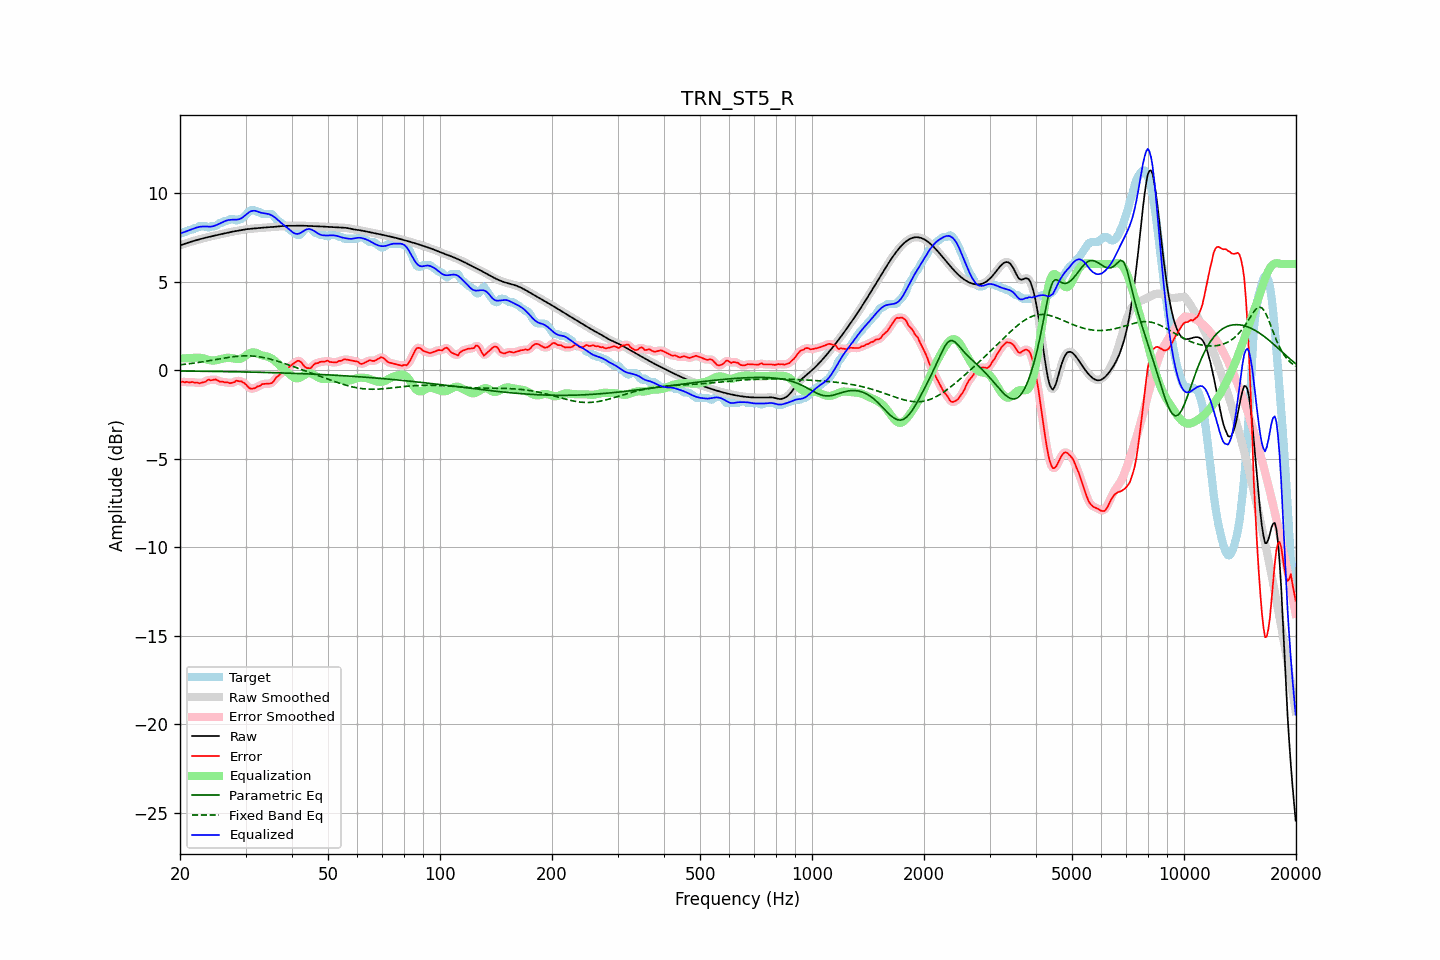 TRN_ST5_R
Amplitude (dBr)
10
5
0
−5
−10
−15
−20
−25
Target
Raw Smoothed
Error Smoothed
Raw
Error
Equalization
Parametric Eq
Fixed Band Eq
Equalized
20 50 100 200 500 1000 2000 5000 10000 20000
Frequency (Hz)